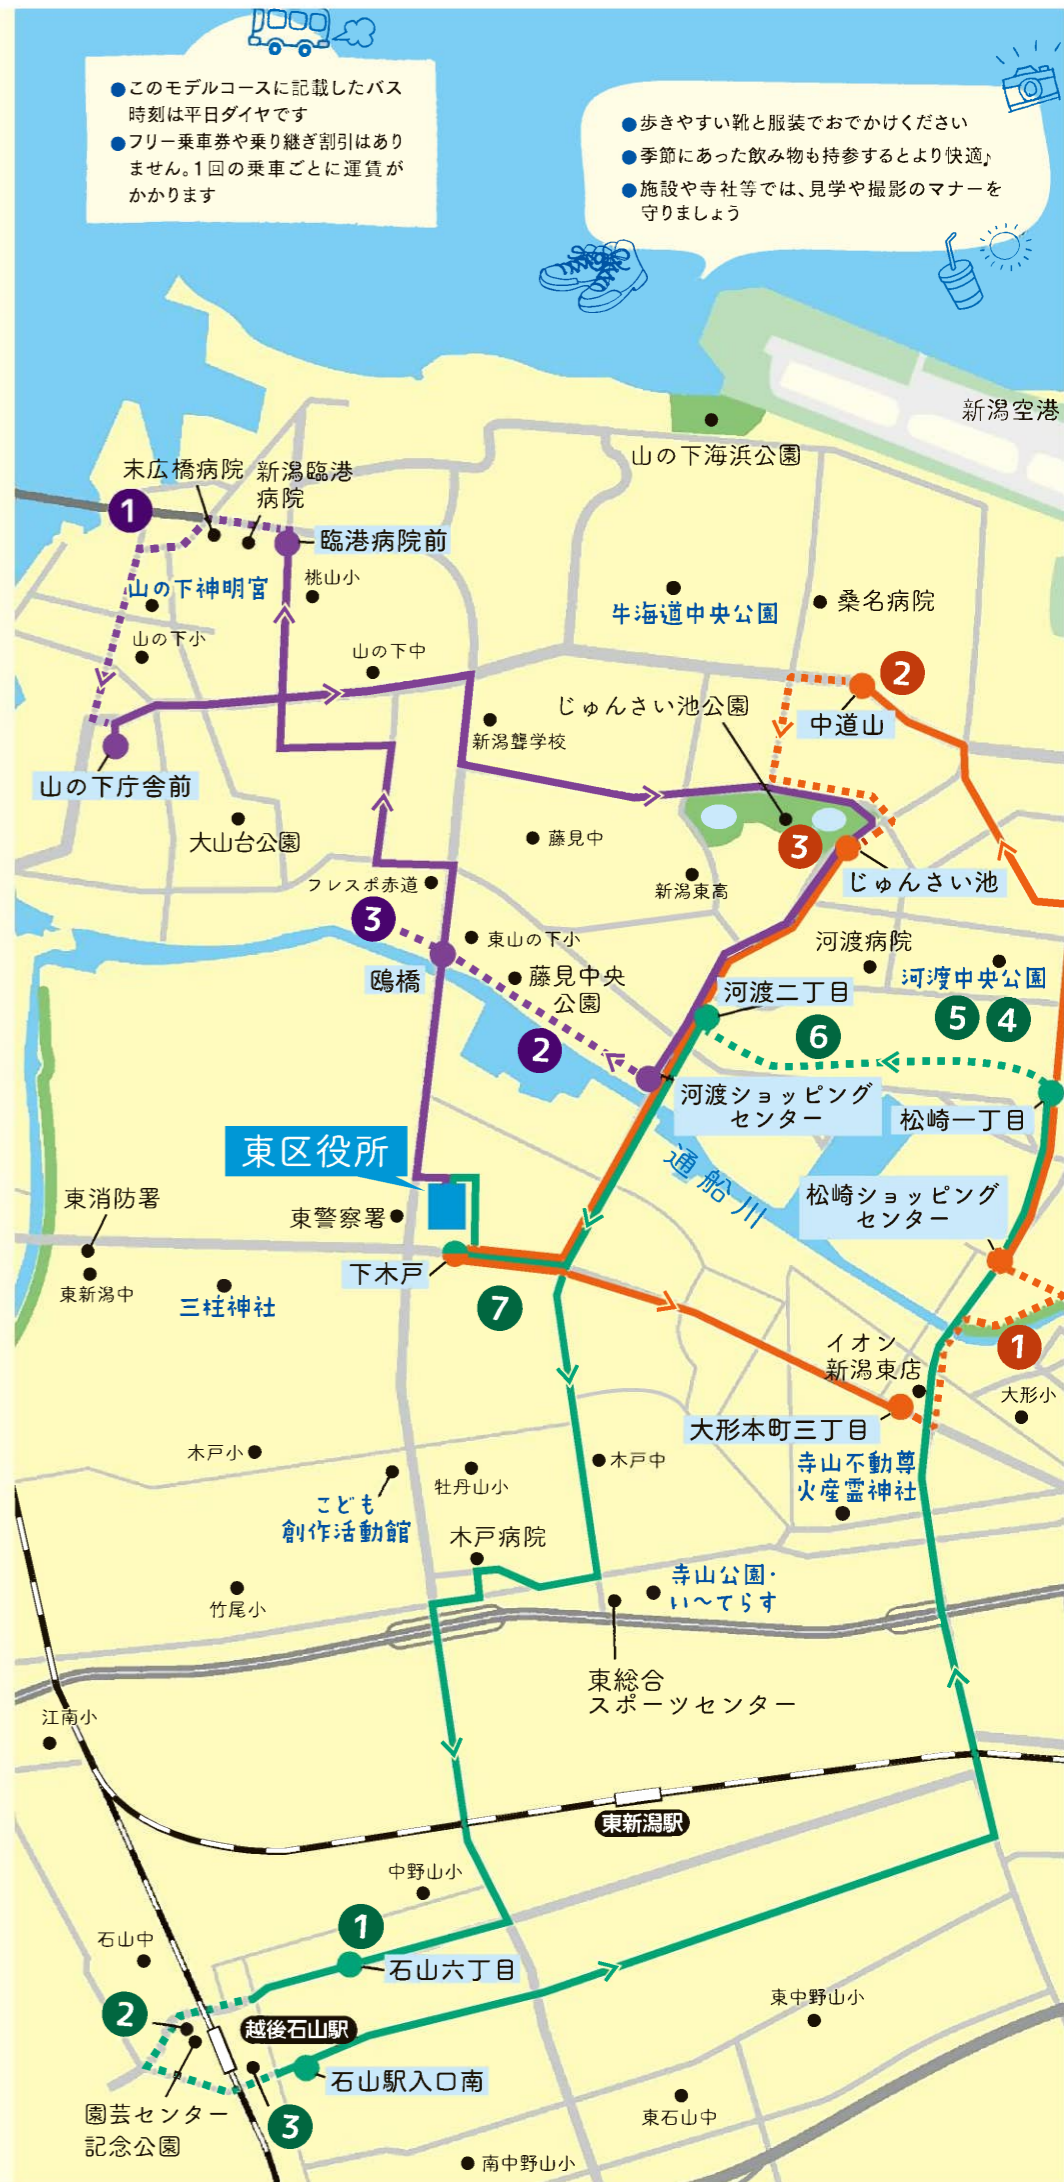 ●このモデルコースに記載したバス
時刻は平日ダイヤです
●フリー乗車券や乗り継ぎ割引はあり
ません。1回の乗車ごとに運賃が
かかります
●歩きやすい靴と服装でおでかけください
●季節にあった飲み物も持参するとより快適♪
●施設や寺社等では、見学や撮影のマナーを
守りましょう
新潟空港
山の下海浜公園
末広橋病院
新潟臨港
病院
1
臨港病院前
桃山小
山の下神明宮
牛海道中央公園
桑名病院
山の下小
山の下中
2
じゅんさい池公園
中道山
新潟聾学校
山の下庁舎前
大山台公園
藤見中
3
フレスポ赤道
新潟東高
じゅんさい池
3
東山の下小
河渡病院
鴎橋
藤見中央
公園
河渡中央公園
河渡二丁目
5
4
6
2
河渡ショッピング
センター
松崎一丁目
東区役所
通船川
東消防署
松崎ショッピング
センター
東警察署
下木戸
東新潟中
三柱神社
7
1
イオン
新潟東店
大形小
大形本町三丁目
木戸小
木戸中
寺山不動尊
火産霊神社
牡丹山小
こども
創作活動館
木戸病院
寺山公園・
い〜てらす
竹尾小
東総合
スポーツセンター
江南小
東新潟駅
中野山小
1
石山中
石山六丁目
東中野山小
2
越後石山駅
石山駅入口南
園芸センター
記念公園
3
東石山中
南中野山小